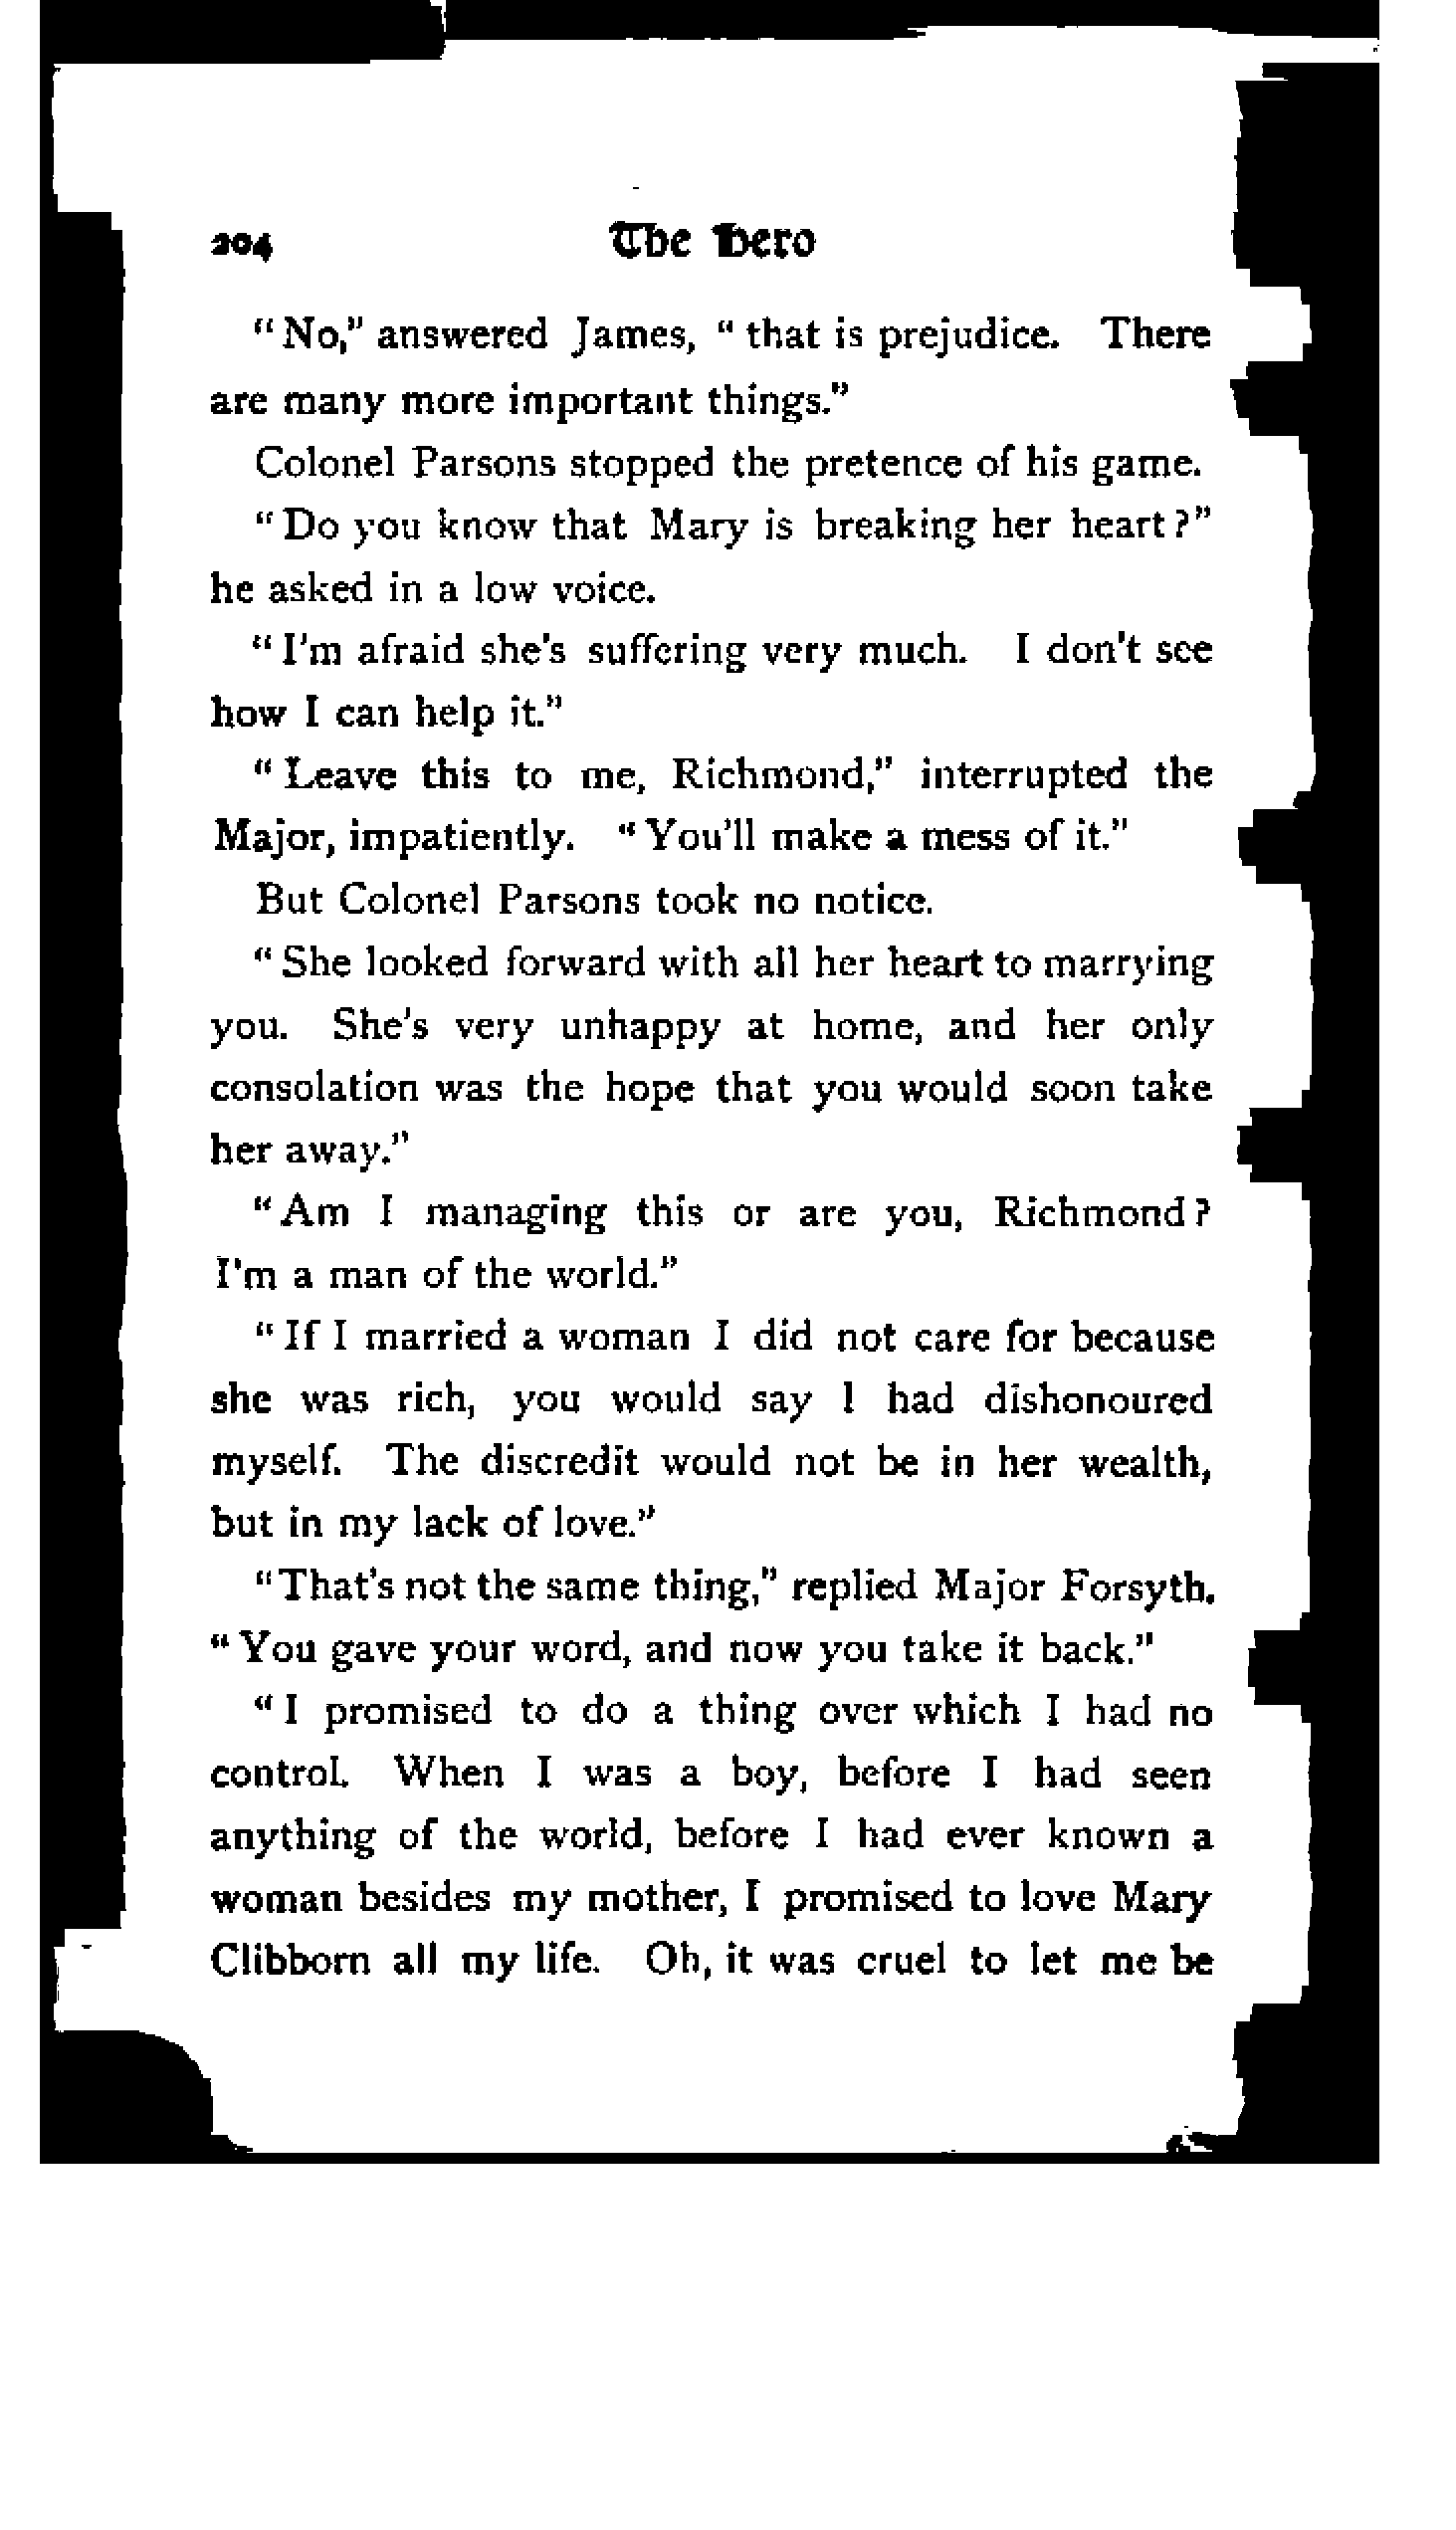 204 The Hero
"No," answered James, "that is prejudice. There
are many more important things."
Colonel Parsons stopped the pretence of his game.
"Do you know that Mary is breaking her heart?"
he asked in a low voice.
"I'm afraid she's suffering very much. I don't see
how I can help it."
"Leave this to me, Richmond," interrupted the
Major, impatiently. "You'll make a mess of it."
But Colonel Parsons took no notice.
"She looked forward with all her heart to marrying
you. She's very unhappy at home, and her only
consolation was the hope that you would soon take
her away."
"Am I managing this or are you, Richmond?
I'm a man of the world."
"If I married a woman I did not care for because
she was rich, you would say I had dishonoured
myself. The discredit would not be in her wealth,
but in my lack of love."
"That's not the same thing," replied Major Forsyth.
"You gave your word, and now you take it back."
"I promised to do a thing over which I had no
control. When I was a boy, before I had seen
anything of the world, before I had ever known a
woman besides my mother, I promised to love Mary
Clibborn all my life. Oh, it was cruel to let me be